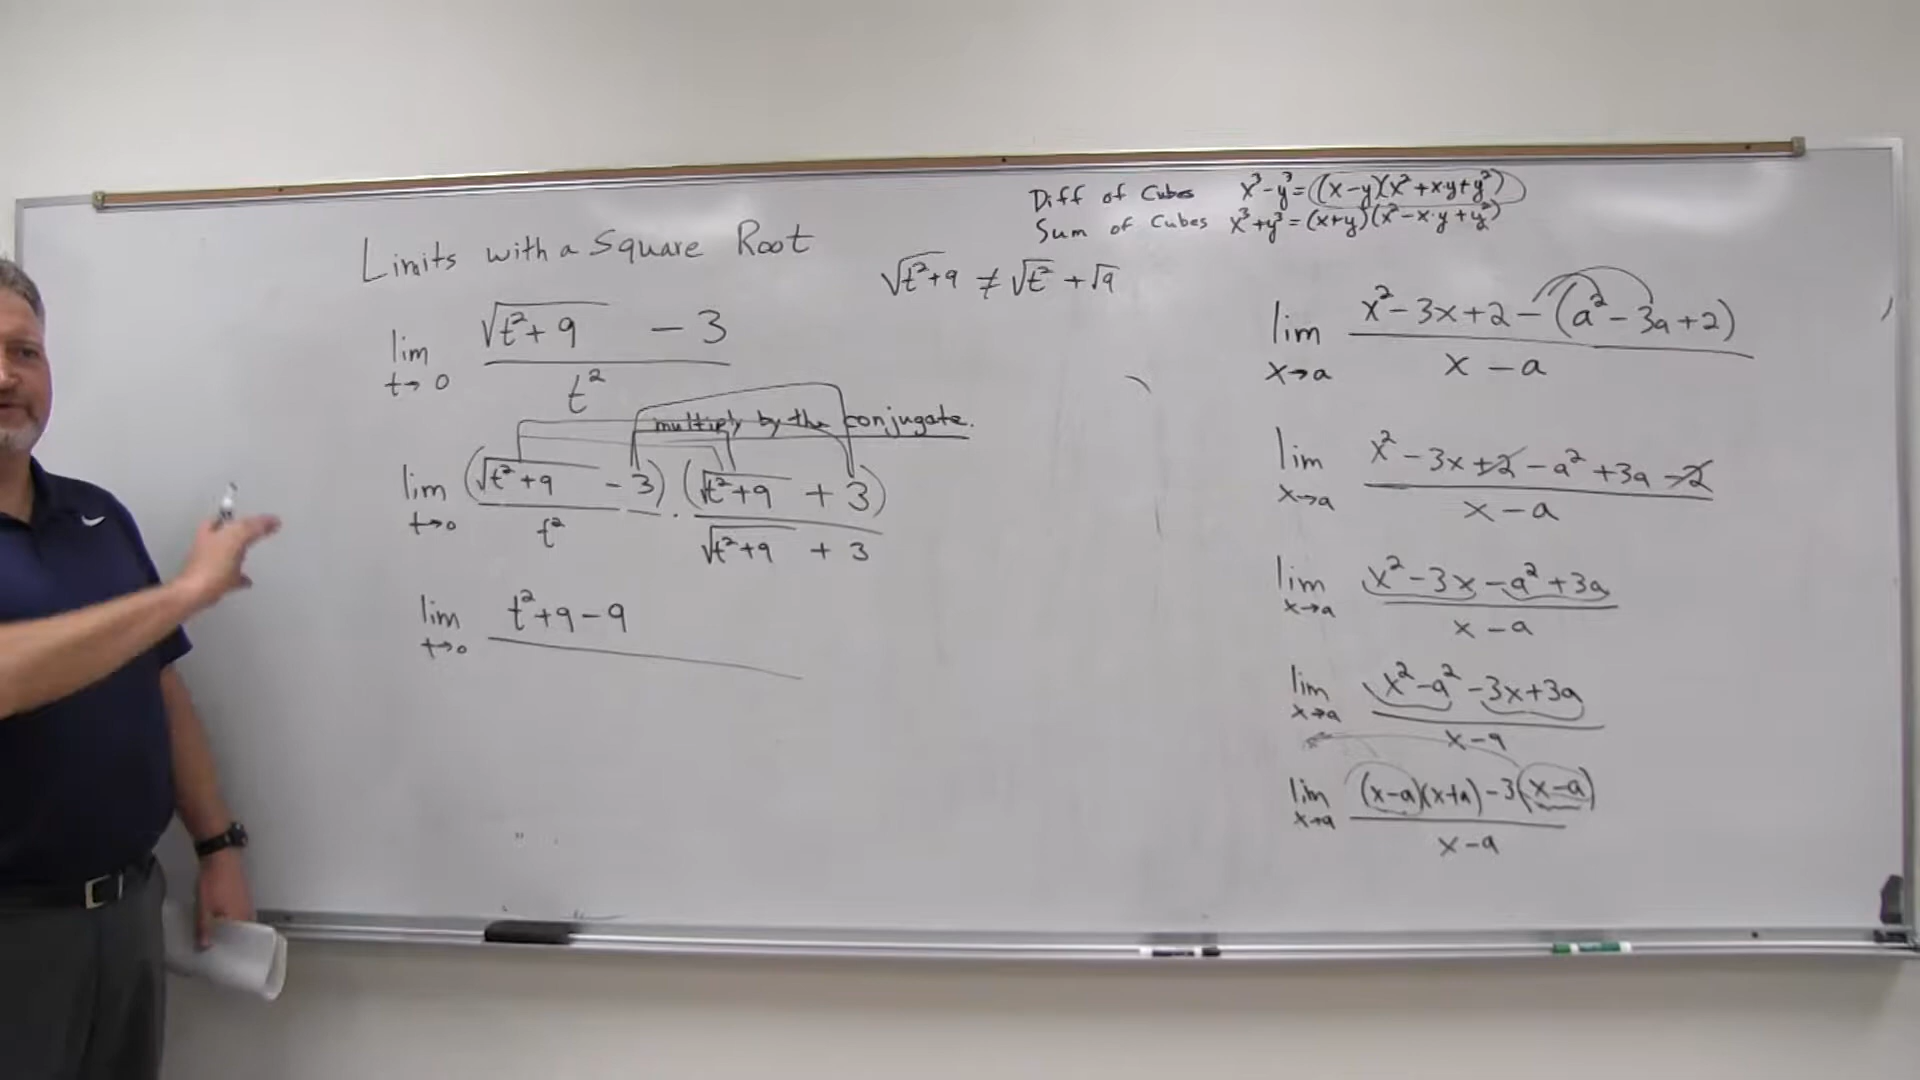 Diff of Cubes x³-y³=(x-y)(x²+xy+y²)
Sum of Cubes x³+y³=(x+y)(x²-x·y+y²)
Limits with a Square Root
√(t²+9) ≠ √t² + √9
lim t→0 (√(t²+9) - 3)/t²
multiply by the conjugate.
lim t→0 (√(t²+9) - 3)/t² · (√(t²+9) + 3)/(√(t²+9) + 3)
lim t→0 t²+9-9
lim x→a (x²-3x+2-(a²-3a+2))/(x-a)
lim x→a (x²-3x+2-a²+3a-2)/(x-a)
lim x→a (x²-3x-a²+3a)/(x-a)
lim x→a (x²-a²-3x+3a)/(x-a)
lim x→a ((x-a)(x+a)-3(x-a))/(x-a)